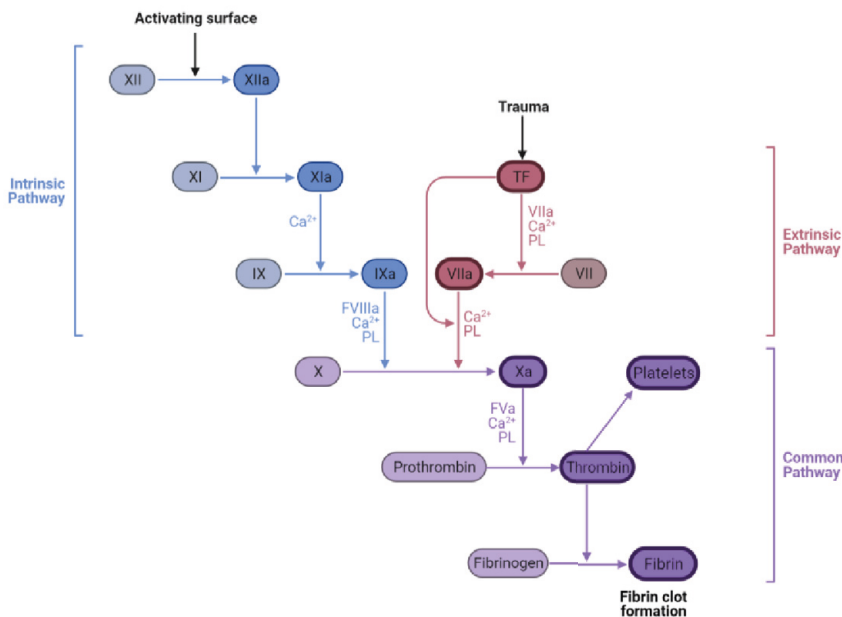 Activating surface
XII
XIIa
Trauma
Intrinsic
Pathway
XI
XIa
TF
Ca²⁺
VIIa
Ca²⁺
PL
Extrinsic
Pathway
IX
IXa
VIIa
VII
FVIIIa
Ca²⁺
PL
Ca²⁺
PL
X
Xa
Platelets
FVa
Ca²⁺
PL
Prothrombin
Thrombin
Common
Pathway
Fibrinogen
Fibrin
Fibrin clot
formation